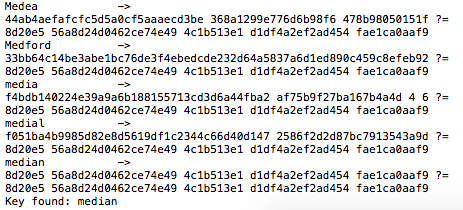 Medea ->
44ab4aefafcfc5d5a0cf5aaaecd3be 368a1299e776d6b98f6 478b98050151f ?=
8d20e5 56a8d24d0462ce74e49 4c1b513e1 d1df4a2ef2ad454 fae1ca0aaf9
Medford ->
33bb64c14be3abe1bc76de3f4ebedcde232d64a5837a6d1ed890c459c8efeb92 ?=
8d20e5 56a8d24d0462ce74e49 4c1b513e1 d1df4a2ef2ad454 fae1ca0aaf9
media ->
f4bdb140224e39a9a6b188155713cd3d6a44fba2 af75b9f27ba167b4a4d 4 6 ?=
8d20e5 56a8d24d0462ce74e49 4c1b513e1 d1df4a2ef2ad454 fae1ca0aaf9
medial ->
f051ba4b9985d82e8d5619df1c2344c66d40d147 2586f2d2d87bc7913543a9d ?=
8d20e5 56a8d24d0462ce74e49 4c1b513e1 d1df4a2ef2ad454 fae1ca0aaf9
median ->
8d20e5 56a8d24d0462ce74e49 4c1b513e1 d1df4a2ef2ad454 fae1ca0aaf9 ?=
8d20e5 56a8d24d0462ce74e49 4c1b513e1 d1df4a2ef2ad454 fae1ca0aaf9
Key found: median